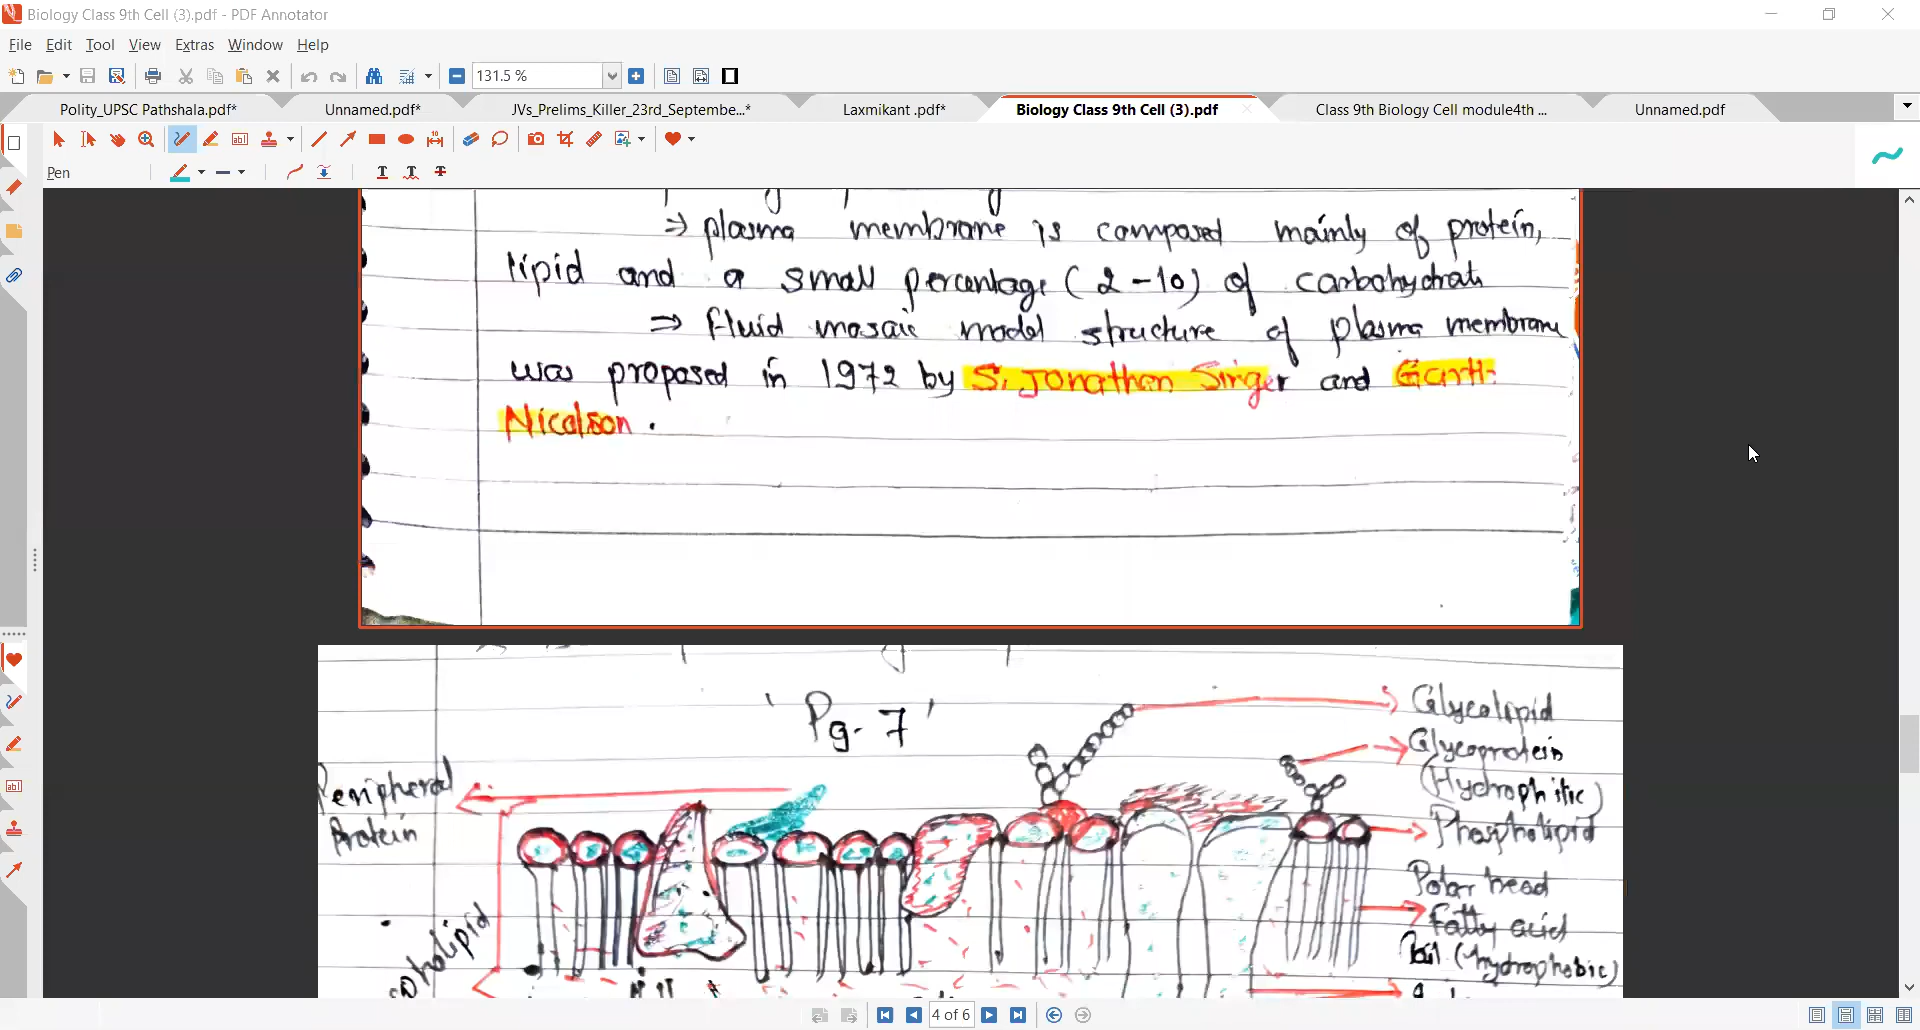 Biology Class 9th Cell (3).pdf - PDF Annotator
File Edit Tool View Extras Window Help
131.5 %
Polity_UPSC Pathshala.pdf* Unnamed.pdf* JVs_Prelims_Killer_23rd_Septembe...* Laxmikant .pdf* Biology Class 9th Cell (3).pdf Class 9th Biology Cell module4th ... Unnamed.pdf
Pen
⇒ plasma membrane is composed mainly of protein,
lipid and a small percentage (2-10) of carbohydrate
⇒ fluid mosaic model structure of plasma membrane
was proposed in 1972 by S. Jonathan Singer and Garth
Nicolson.
'Pg. 7'
Glycolipid
Glycoprotein
(Hydrophitic)
Peripheral
Protein
Phospholipid
Polar head
Fatty acid
tail (hydrophobic)
4 of 6